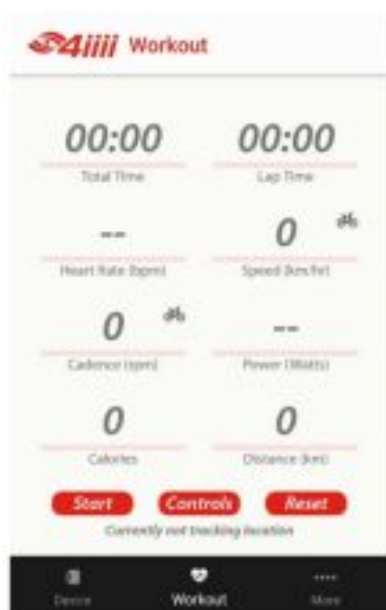 4iiii Workout
00:00 00:00
Total Time Lap Time
-- 0
Heart Rate (bpm) Speed (km/hr)
0 --
Cadence (rpm) Power (Watts)
0 0
Calories Distance (km)
Start Controls Reset
Currently not tracking location
Device Workout More